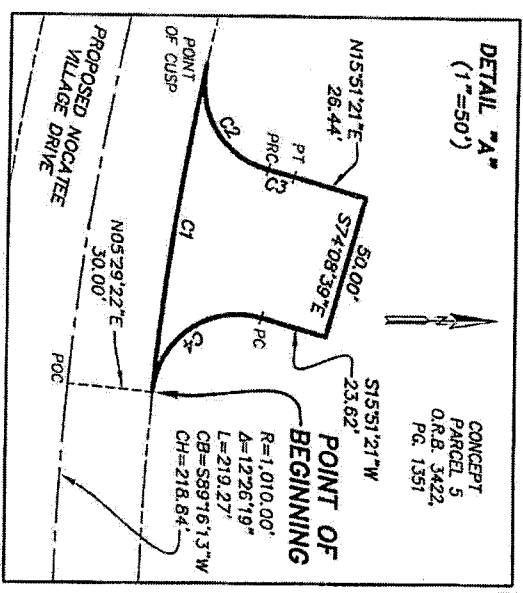 DETAIL "A"
(1"=50')
CONCEPT
PARCEL 5
O.R.B. 3422,
PG. 1351
N
N15°51'21"E
26.44'
50.00'
S74°08'39"E
S15°51'21"W
23.62'
PT
PRC
C3
C2
PC
C4
POINT
OF CUSP
C1
POINT OF
BEGINNING
R=1,010.00'
Δ=12°26'19"
L=219.27'
CB=S89°16'13"W
CH=218.84'
N05°29'22"E
30.00'
POC
PROPOSED NOCATEE
VILLAGE DRIVE